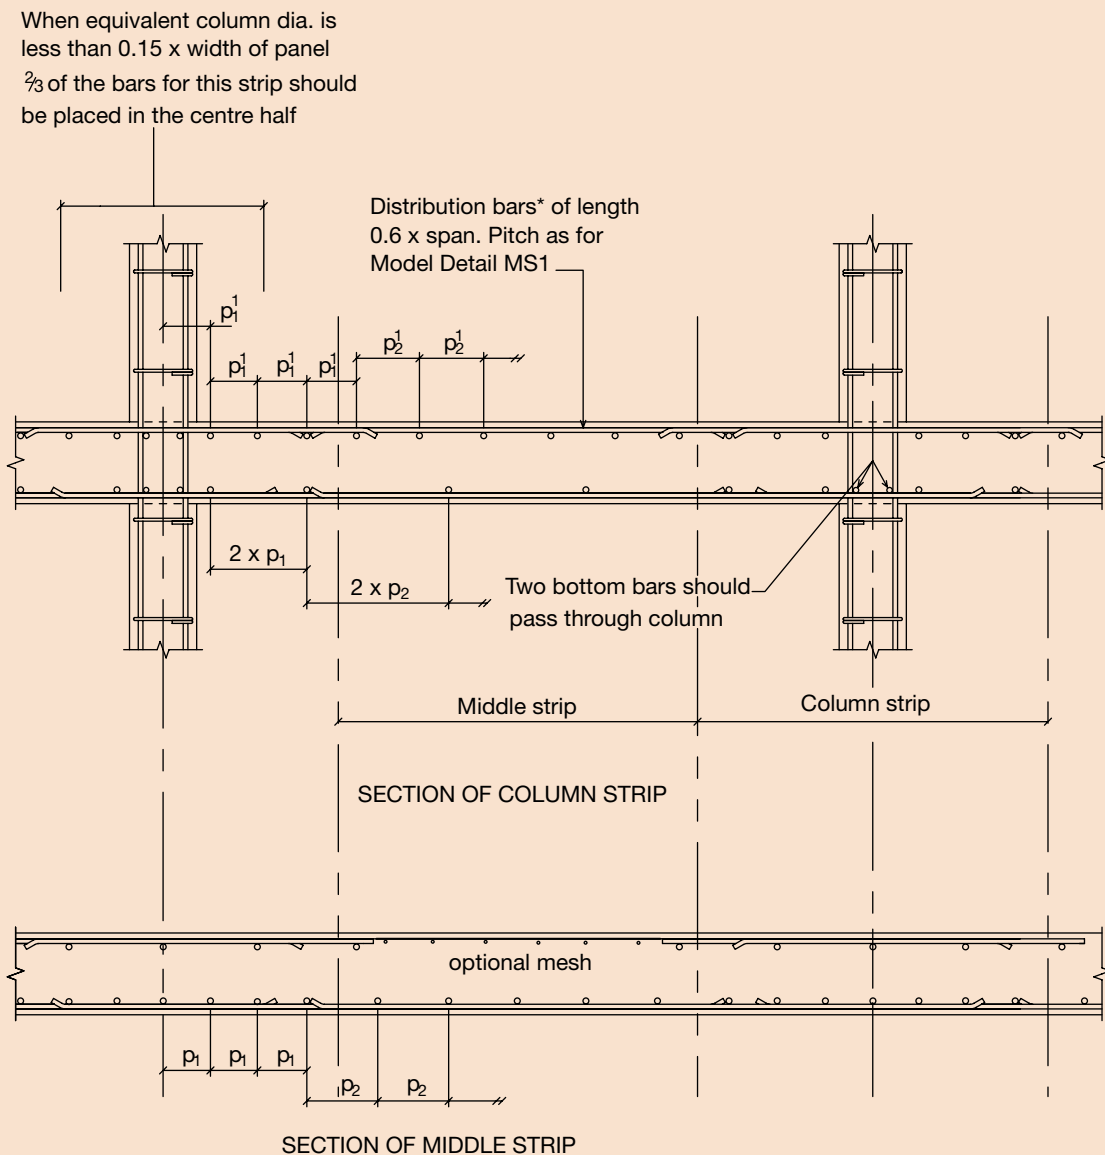 When equivalent column dia. is
less than 0.15 x width of panel
⅔ of the bars for this strip should
be placed in the centre half
Distribution bars* of length
0.6 x span. Pitch as for
Model Detail MS1
p₁¹
p₁¹ p₁¹ p₁¹ p₂¹ p₂¹
2 x p₁
2 x p₂
Two bottom bars should
pass through column
Middle strip
Column strip
SECTION OF COLUMN STRIP
optional mesh
p₁ p₁ p₁
p₂ p₂
SECTION OF MIDDLE STRIP